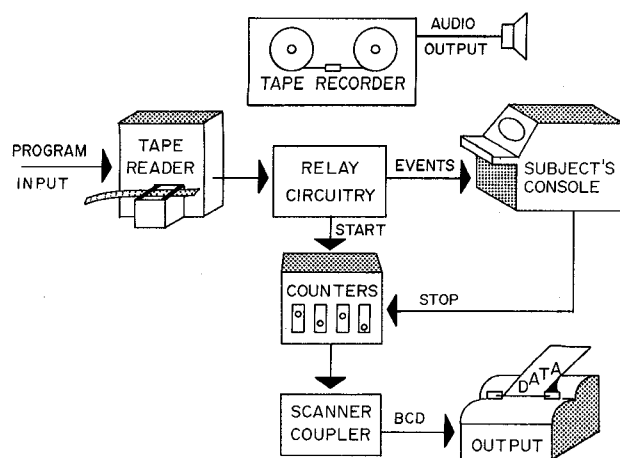 AUDIO
OUTPUT
TAPE RECORDER
PROGRAM
INPUT
TAPE
READER
RELAY
CIRCUITRY
EVENTS
SUBJECT'S
CONSOLE
START
COUNTERS
STOP
SCANNER
COUPLER
BCD
DATA
OUTPUT